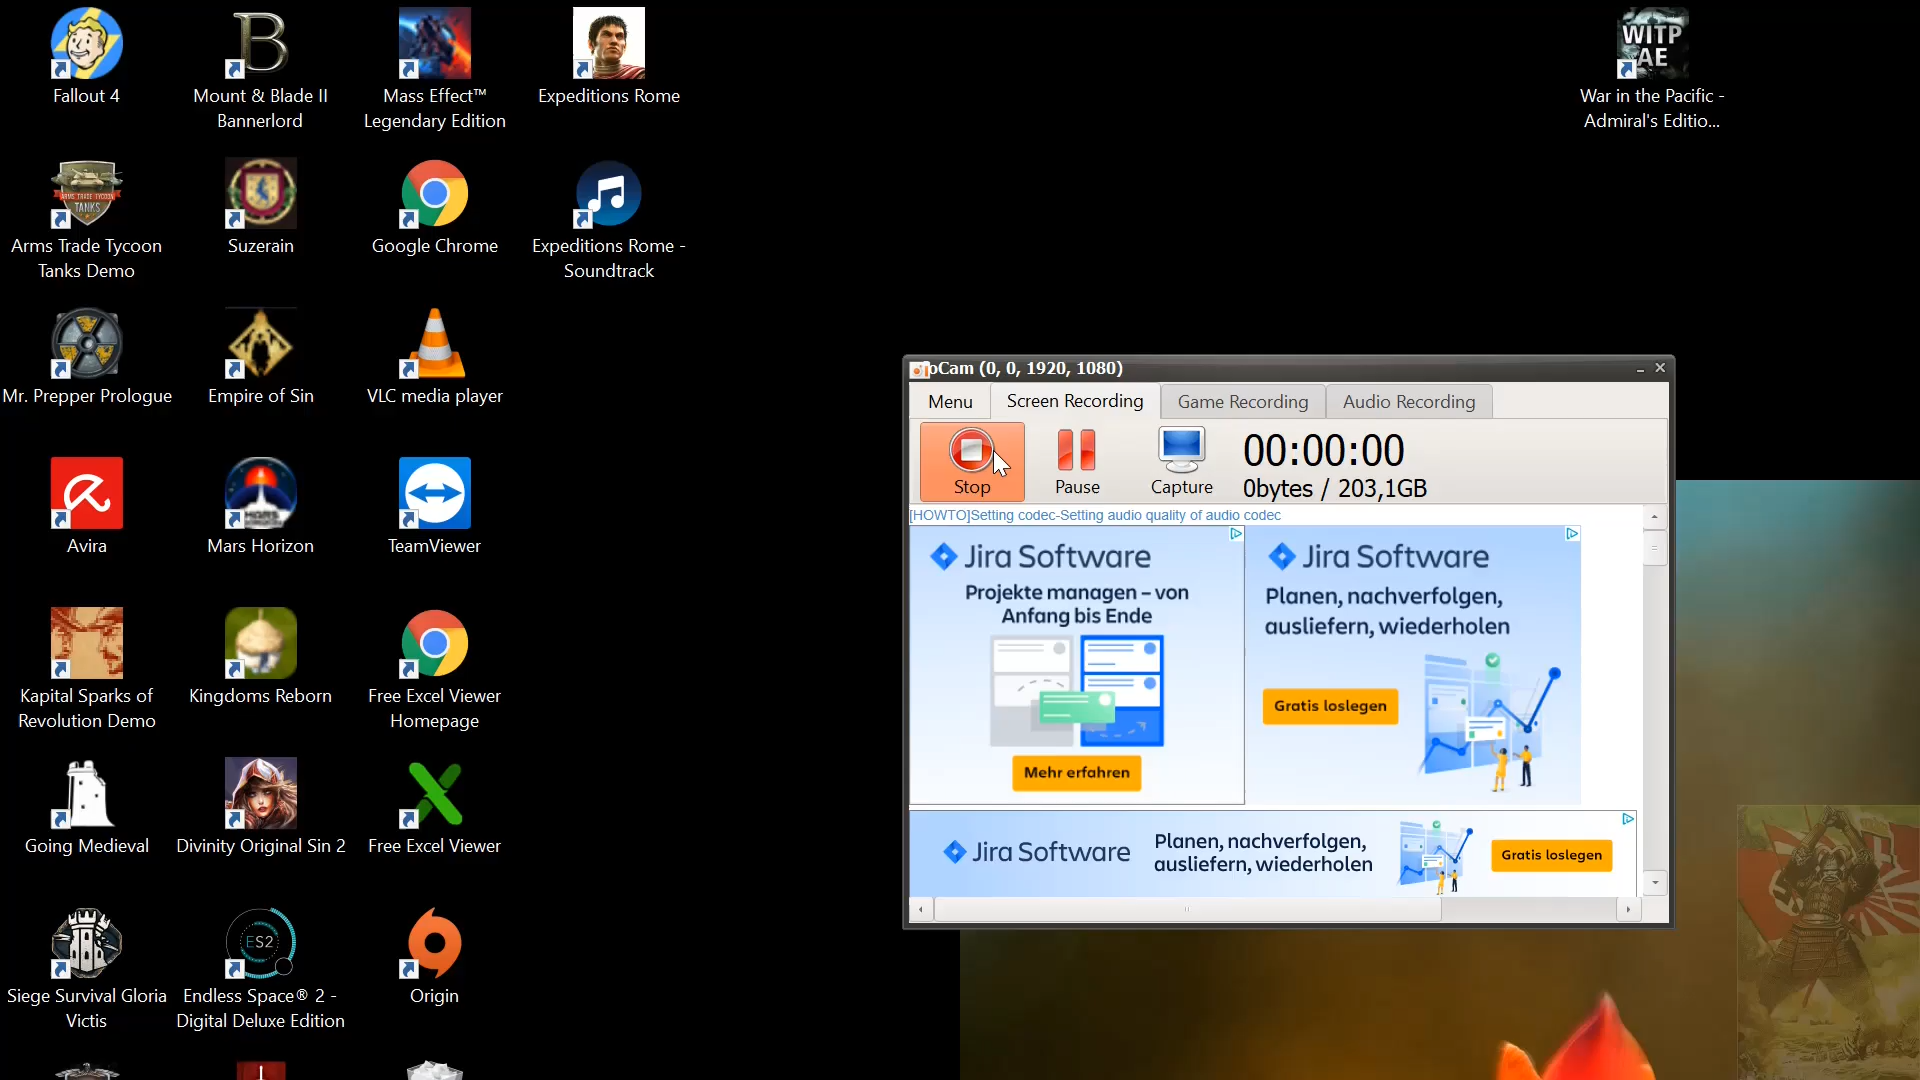 Fallout 4
Mount & Blade II
Bannerlord
Mass Effect™
Legendary Edition
Expeditions Rome
WITP
AE
War in the Pacific -
Admiral's Editio...
ARMS TRADE TYCOON
TANKS
Arms Trade Tycoon
Tanks Demo
Suzerain
Google Chrome
Expeditions Rome -
Soundtrack
Mr. Prepper Prologue
Empire of Sin
VLC media player
Avira
Mars Horizon
TeamViewer
Kapital Sparks of
Revolution Demo
Kingdoms Reborn
Free Excel Viewer
Homepage
Going Medieval
Divinity Original Sin 2
Free Excel Viewer
Siege Survival Gloria
Victis
ES2
Endless Space® 2 -
Digital Deluxe Edition
Origin
oCam (0, 0, 1920, 1080)
Menu
Screen Recording
Game Recording
Audio Recording
Stop
Pause
Capture
00:00:00
0bytes / 203,1GB
[HOWTO]Setting codec-Setting audio quality of audio codec
Jira Software
Projekte managen – von
Anfang bis Ende
Mehr erfahren
Jira Software
Planen, nachverfolgen,
ausliefern, wiederholen
Gratis loslegen
Jira Software
Planen, nachverfolgen,
ausliefern, wiederholen
Gratis loslegen